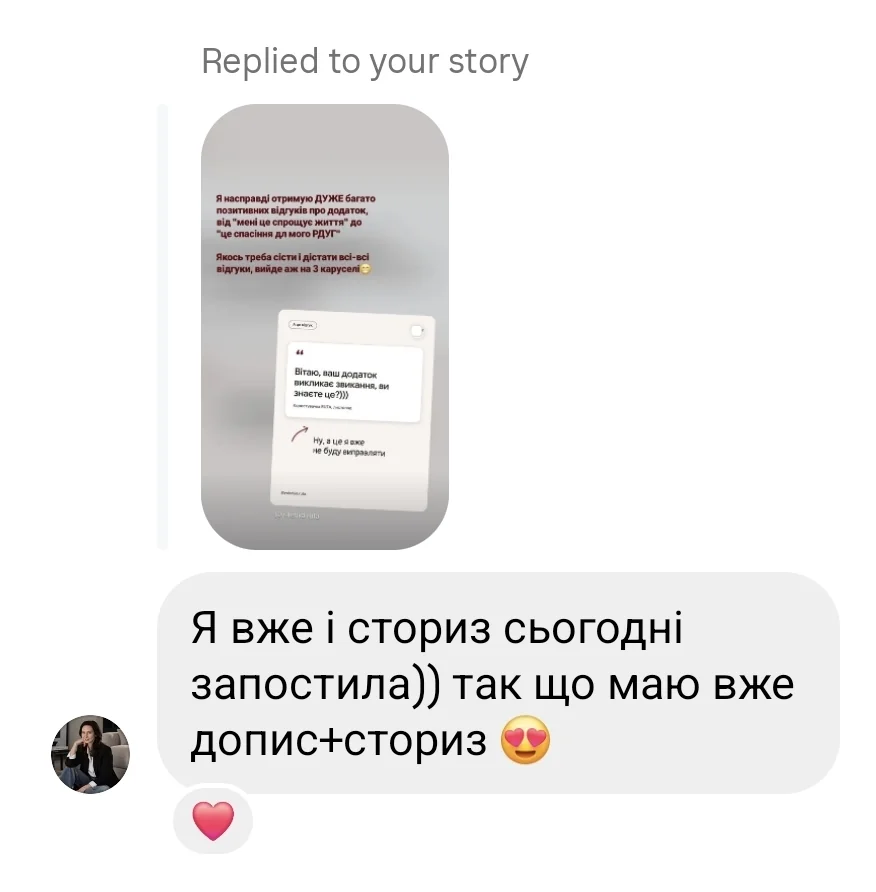 Replied to your story
Я насправді отримую ДУЖЕ багато
позитивних відгуків про додаток,
від "мені це спрощує життя" до
"це спасіння дл мого РДУГ"
Якось треба сісти і дістати всі-всі
відгуки, вийде аж на 3 каруселі😁
“
Вітаю, ваш додаток
викликає звикання, ви
знаєте це?)))
Ну, а це я вже
не буду виправляти
Я вже і сториз сьогодні
запостила)) так що маю вже
допис+сториз 😍